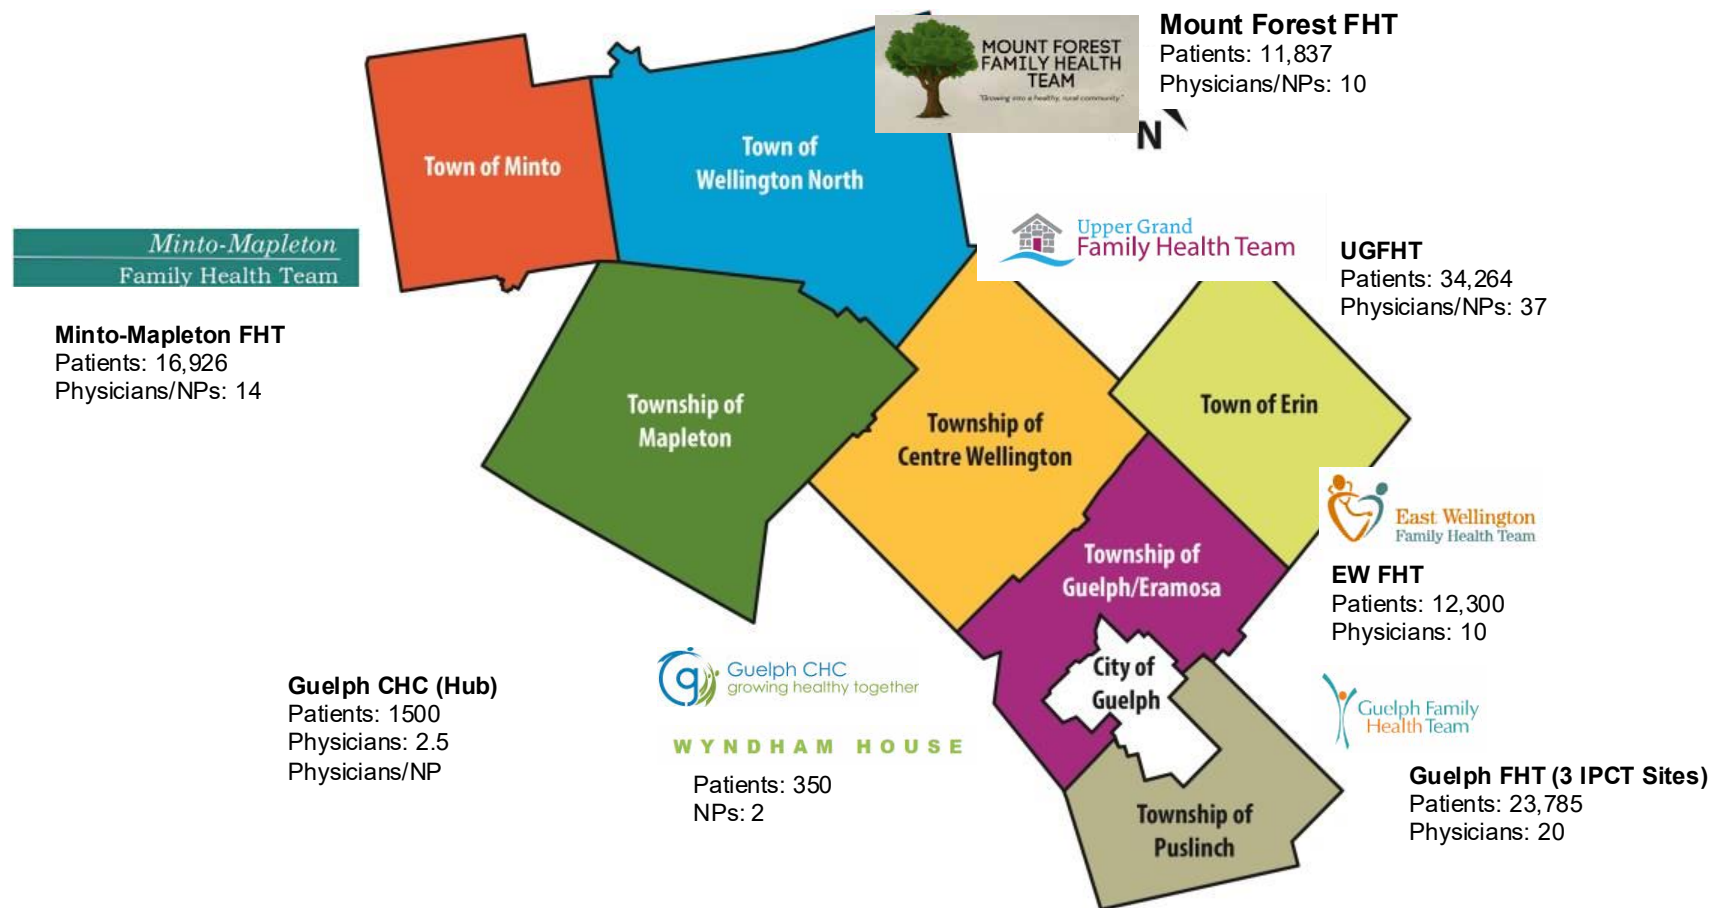 Mount Forest FHT
Patients: 11,837
Physicians/NPs: 10
MOUNT FOREST
FAMILY HEALTH
TEAM
"Growing into a healthy, rural community."
N
Town of Minto
Town of
Wellington North
Upper Grand
Family Health Team
UGFHT
Patients: 34,264
Physicians/NPs: 37
Minto-Mapleton
Family Health Team
Minto-Mapleton FHT
Patients: 16,926
Physicians/NPs: 14
Township of
Mapleton
Township of
Centre Wellington
Town of Erin
East Wellington
Family Health Team
EW FHT
Patients: 12,300
Physicians: 10
Township of
Guelph/Eramosa
City of
Guelph
Guelph CHC (Hub)
Patients: 1500
Physicians: 2.5
Physicians/NP
g
Guelph CHC
growing healthy together
WYNDHAM HOUSE
Patients: 350
NPs: 2
Guelph Family
Health Team
Guelph FHT (3 IPCT Sites)
Patients: 23,785
Physicians: 20
Township of
Puslinch